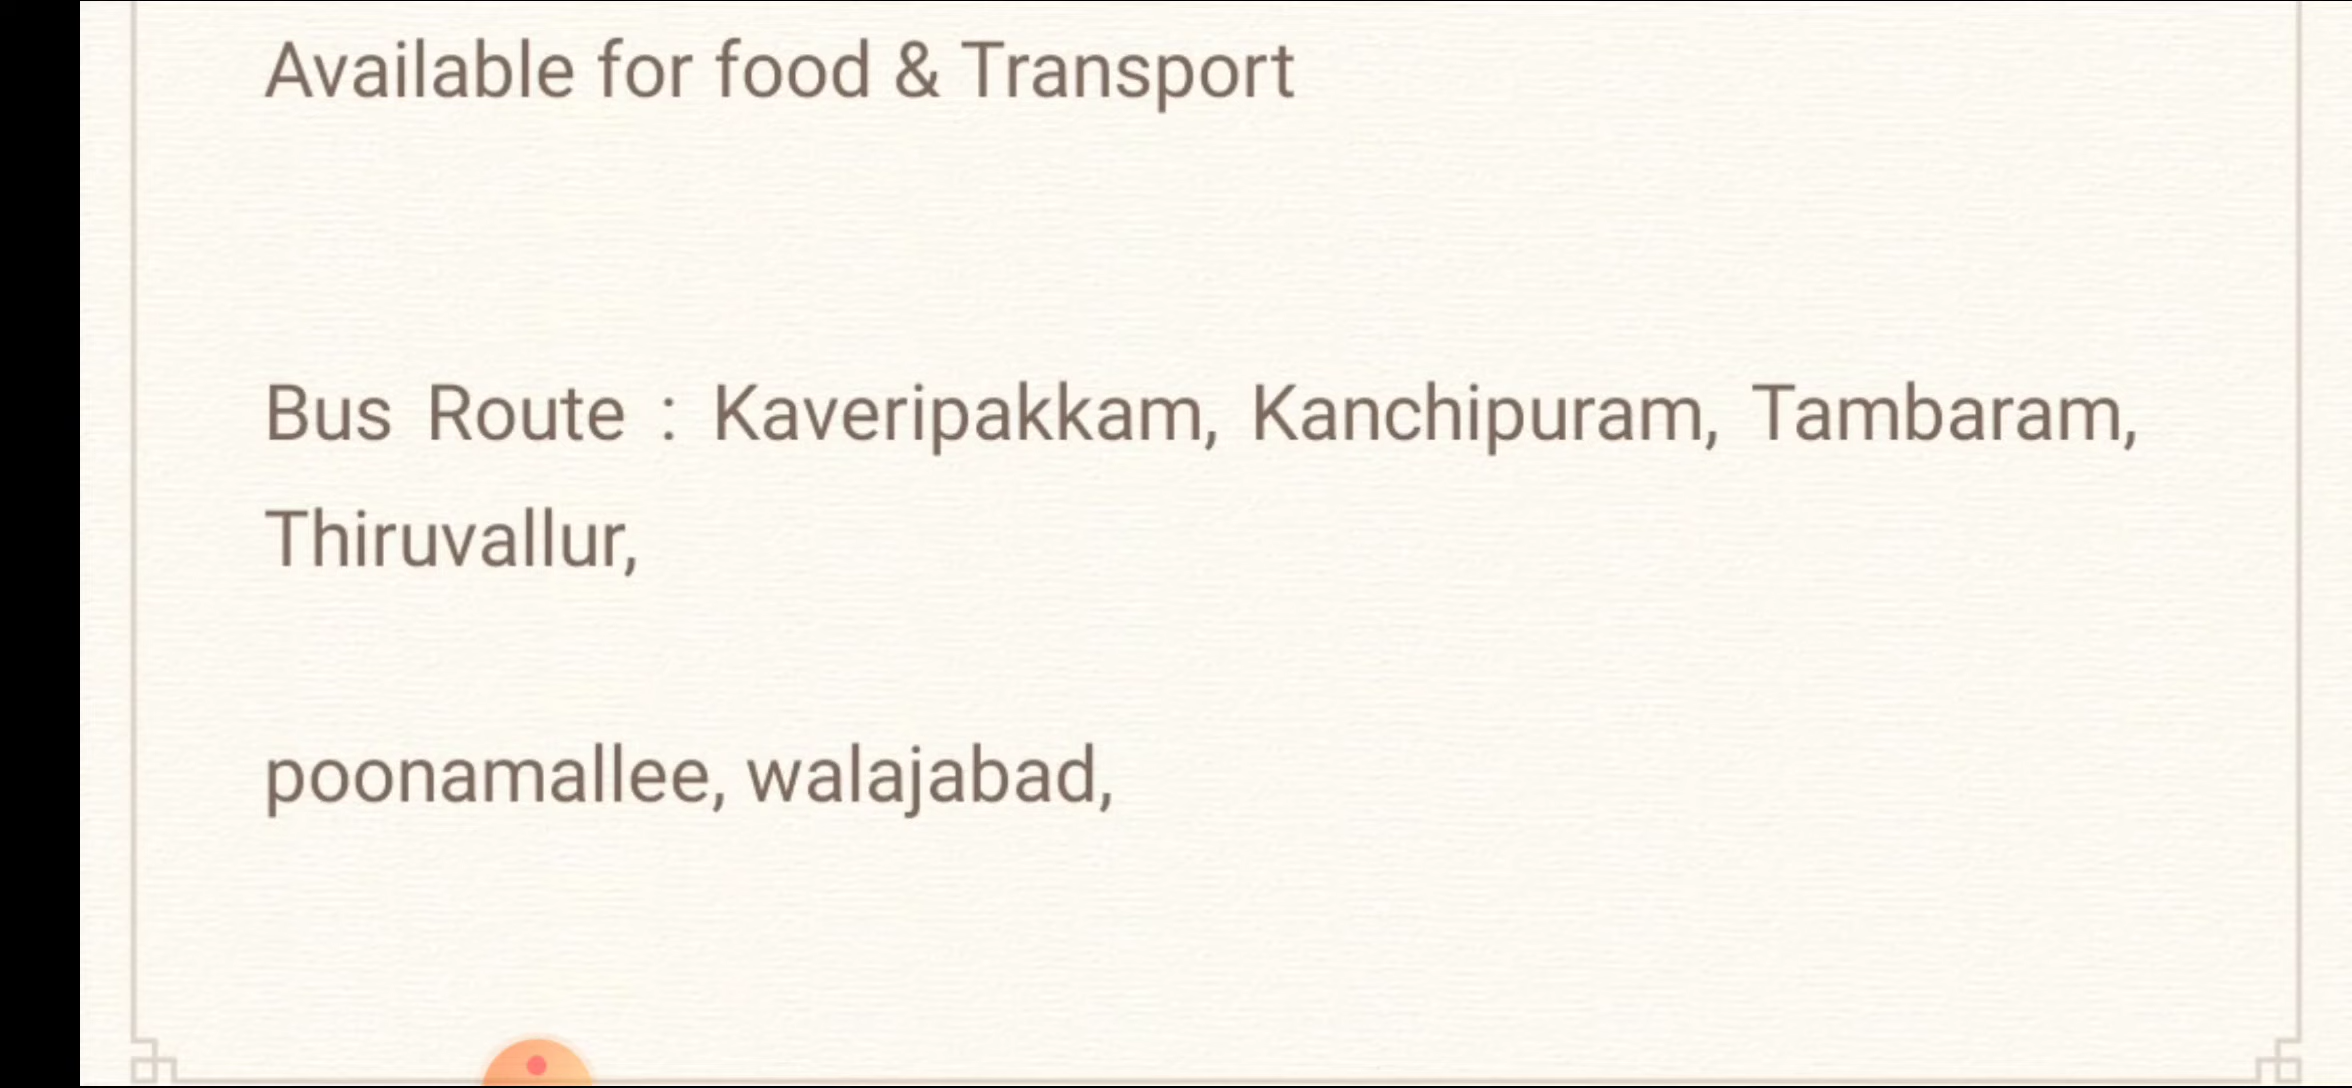 Available for food & Transport
Bus Route : Kaveripakkam, Kanchipuram, Tambaram,
Thiruvallur,
poonamallee, walajabad,